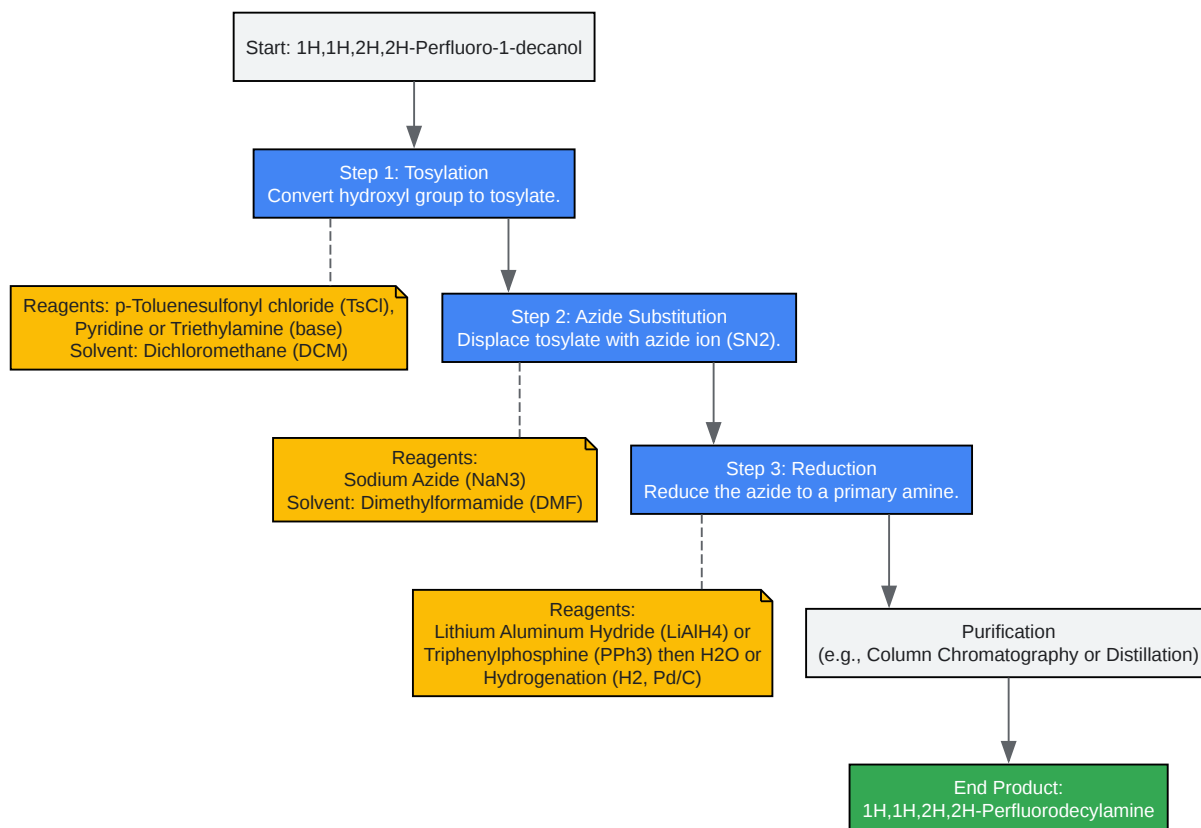 Start: 1H,1H,2H,2H-Perfluoro-1-decanol
Step 1: Tosylation
Convert hydroxyl group to tosylate.
Reagents: p-Toluenesulfonyl chloride (TsCl),
Pyridine or Triethylamine (base)
Solvent: Dichloromethane (DCM)
Step 2: Azide Substitution
Displace tosylate with azide ion (SN2).
Reagents:
Sodium Azide (NaN3)
Solvent: Dimethylformamide (DMF)
Step 3: Reduction
Reduce the azide to a primary amine.
Reagents:
Lithium Aluminum Hydride (LiAlH4) or
Triphenylphosphine (PPh3) then H2O or
Hydrogenation (H2, Pd/C)
Purification
(e.g., Column Chromatography or Distillation)
End Product:
1H,1H,2H,2H-Perfluorodecylamine